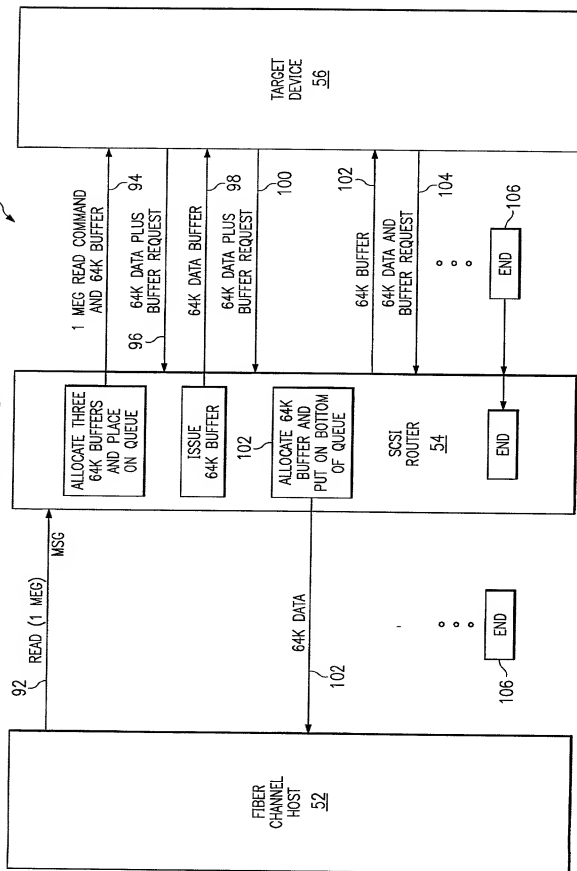 FIBER
CHANNEL
HOST
52
92
READ (1 MEG)
MSG
64K DATA
102
END
106
ALLOCATE THREE
64K BUFFERS
AND PLACE
ON QUEUE
ISSUE
64K BUFFER
102
ALLOCATE 64K
BUFFER AND
PUT ON BOTTOM
OF QUEUE
SCSI
ROUTER
54
END
1 MEG READ COMMAND
AND 64K BUFFER
94
64K DATA PLUS
BUFFER REQUEST
96
64K DATA BUFFER
98
64K DATA PLUS
BUFFER REQUEST
100
64K BUFFER
102
64K DATA AND
BUFFER REQUEST
104
END
106
TARGET
DEVICE
56